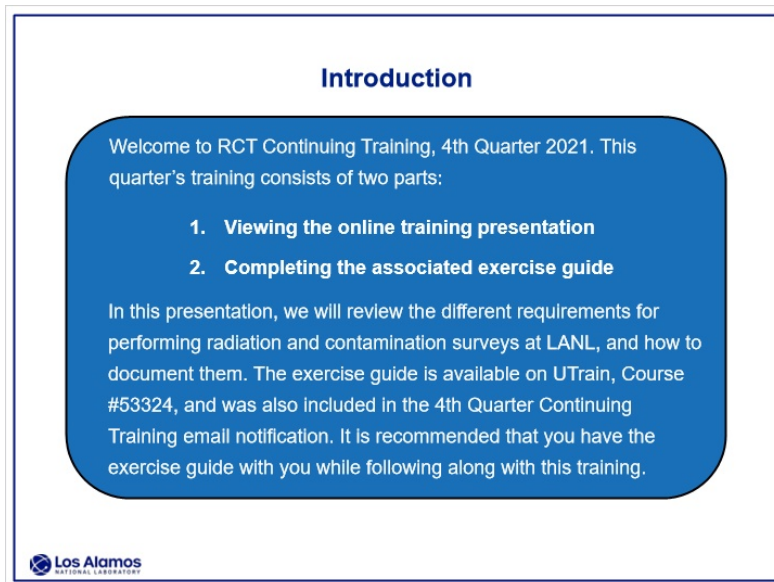 Introduction
Welcome to RCT Continuing Training, 4th Quarter 2021. This
quarter's training consists of two parts:
1. Viewing the online training presentation
2. Completing the associated exercise guide
In this presentation, we will review the different requirements for
performing radiation and contamination surveys at LANL, and how to
document them. The exercise guide is available on UTrain, Course
#53324, and was also included in the 4th Quarter Continuing
Training email notification. It is recommended that you have the
exercise guide with you while following along with this training.
Los Alamos
NATIONAL LABORATORY